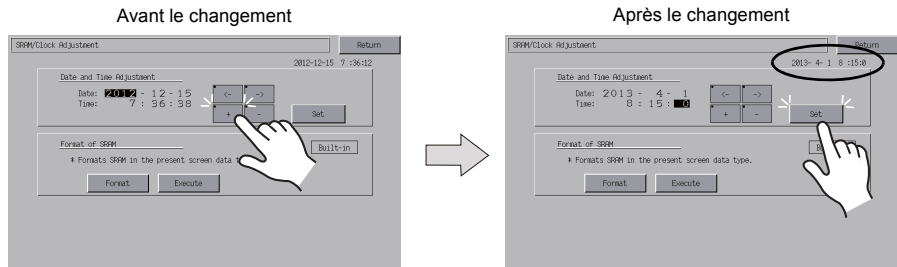 Avant le changement
SRAM/Clock Adjustment Return
2012-12-15 7 :36:12
Date and Time Adjustment
Date: 2012 - 12 - 15
Time: 7 : 36 : 38
<- ->
+ - Set
Format of SRAM Built-in
* Formats SRAM in the present screen data
Format Execute
Après le changement
SRAM/Clock Adjustment Return
2013- 4- 1 8 :15:0
Date and Time Adjustment
Date: 2013 - 4 - 1
Time: 8 : 15 : 0
<- ->
+ - Set
Format of SRAM
* Formats SRAM in the present screen data type.
Format Execute